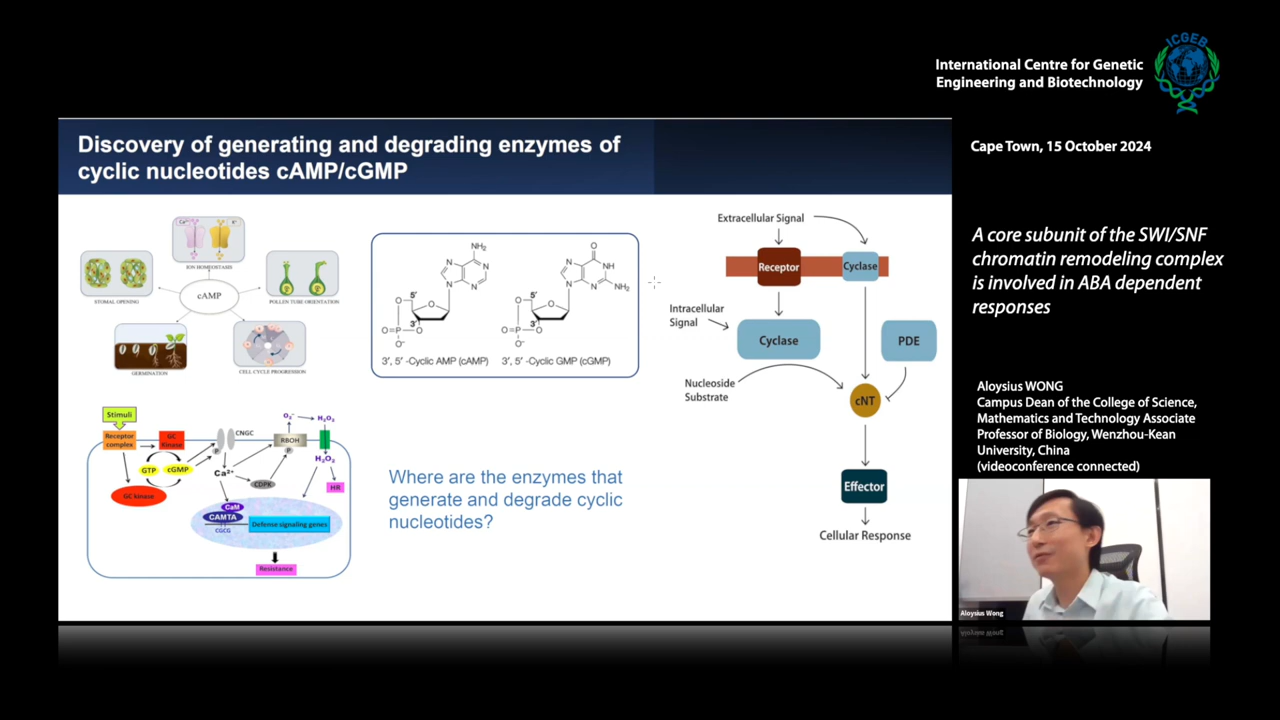 ICGEB
International Centre for Genetic
Engineering and Biotechnology
Cape Town, 15 October 2024
A core subunit of the SWI/SNF
chromatin remodeling complex
is involved in ABA dependent
responses
Aloysius WONG
Campus Dean of the College of Science,
Mathematics and Technology Associate
Professor of Biology, Wenzhou-Kean
University, China
(videoconference connected)
Aloysius Wong
Discovery of generating and degrading enzymes of
cyclic nucleotides cAMP/cGMP
ION HOMEOSTASIS
STOMAL OPENING
cAMP
POLLEN TUBE ORIENTATION
GERMINATION
CELL CYCLE PROGRESSION
NH₂
N
N
N
N
5'
O
O
3'
O=P
O
O⁻
3', 5' -Cyclic AMP (cAMP)
O
N
NH
N
N
NH₂
5'
O
O
3'
O=P
O
O⁻
3', 5' -Cyclic GMP (cGMP)
Extracellular Signal
Receptor
Cyclase
Intracellular
Signal
Cyclase
PDE
Nucleoside
Substrate
cNT
Effector
Cellular Response
Stimuli
Receptor
complex
GC
Kinase
CNGC
P
O₂⁻
H₂O₂
RBOH
P
H₂O₂
GTP
cGMP
Ca²⁺
GC kinase
CDPK
HR
CaM
CAMTA
CGCG
Defense signaling genes
Resistance
Where are the enzymes that
generate and degrade cyclic
nucleotides?